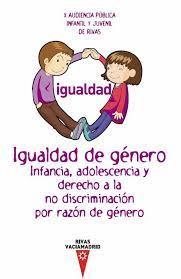 X AUDIENCIA PÚBLICA
INFANTIL Y JUVENIL
DE RIVAS
igualdad
Igualdad de género
Infancia, adolescencia y
derecho a la
no discriminación
por razón de género
RIVAS
VACIAMADRID